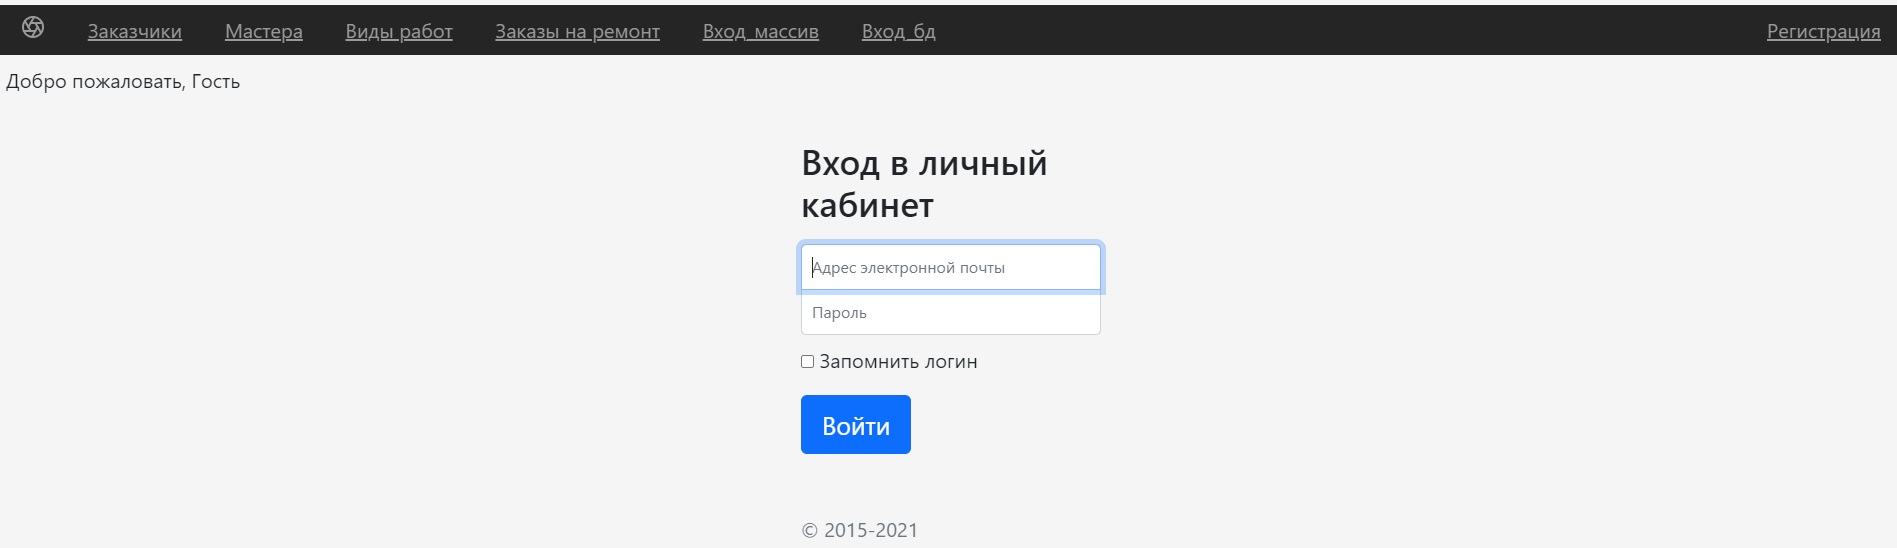 Заказчики Мастера Виды работ Заказы на ремонт Вход_массив Вход_бд Регистрация
Добро пожаловать, Гость
Вход в личный
кабинет
Адрес электронной почты
Пароль
Запомнить логин
Войти
© 2015-2021